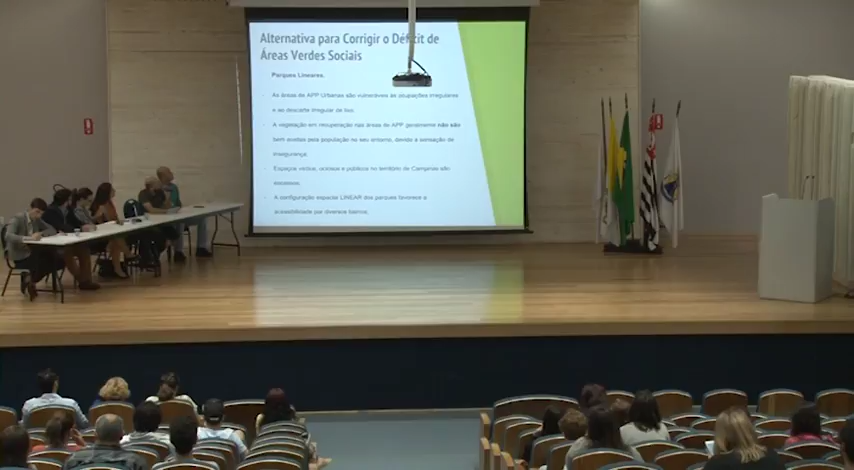 Alternativa para Corrigir o Déficit de
Áreas Verdes Sociais
Parques Lineares.
- As áreas de APP Urbanas são vulneráveis às ocupações irregulares
e ao descarte irregular de lixo.
- A vegetação em recuperação nas áreas de APP geralmente não são
bem aceitas pela população no seu entorno, devido à sensação de
insegurança.
- Espaços vazios, ociosos e públicos no território de Campinas são
escassos.
- A configuração espacial LINEAR dos parques favorece a
acessibilidade por diversos bairros;